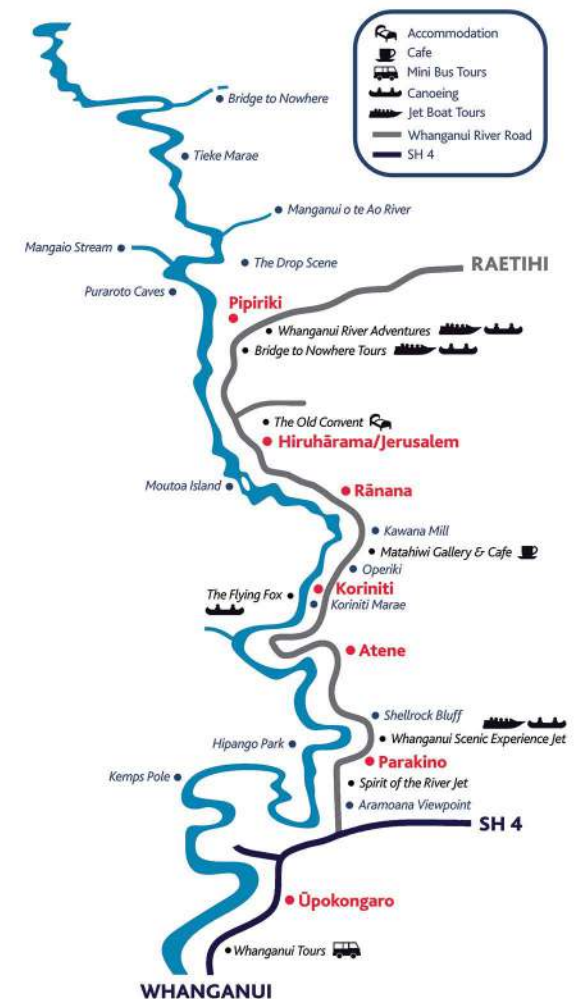 Accommodation
Cafe
Mini Bus Tours
Canoeing
Jet Boat Tours
Whanganui River Road
SH 4
Bridge to Nowhere
Tieke Marae
Manganui o te Ao River
Mangaio Stream
The Drop Scene
RAETIHI
Puraroto Caves
Pipiriki
Whanganui River Adventures
Bridge to Nowhere Tours
The Old Convent
Hiruhārama/Jerusalem
Moutoa Island
Rānana
Kawana Mill
Matahiwi Gallery & Cafe
Operiki
The Flying Fox
Koriniti
Koriniti Marae
Atene
Shellrock Bluff
Whanganui Scenic Experience Jet
Hipango Park
Parakino
Kemps Pole
Spirit of the River Jet
Aramoana Viewpoint
SH 4
Ūpokongaro
Whanganui Tours
WHANGANUI